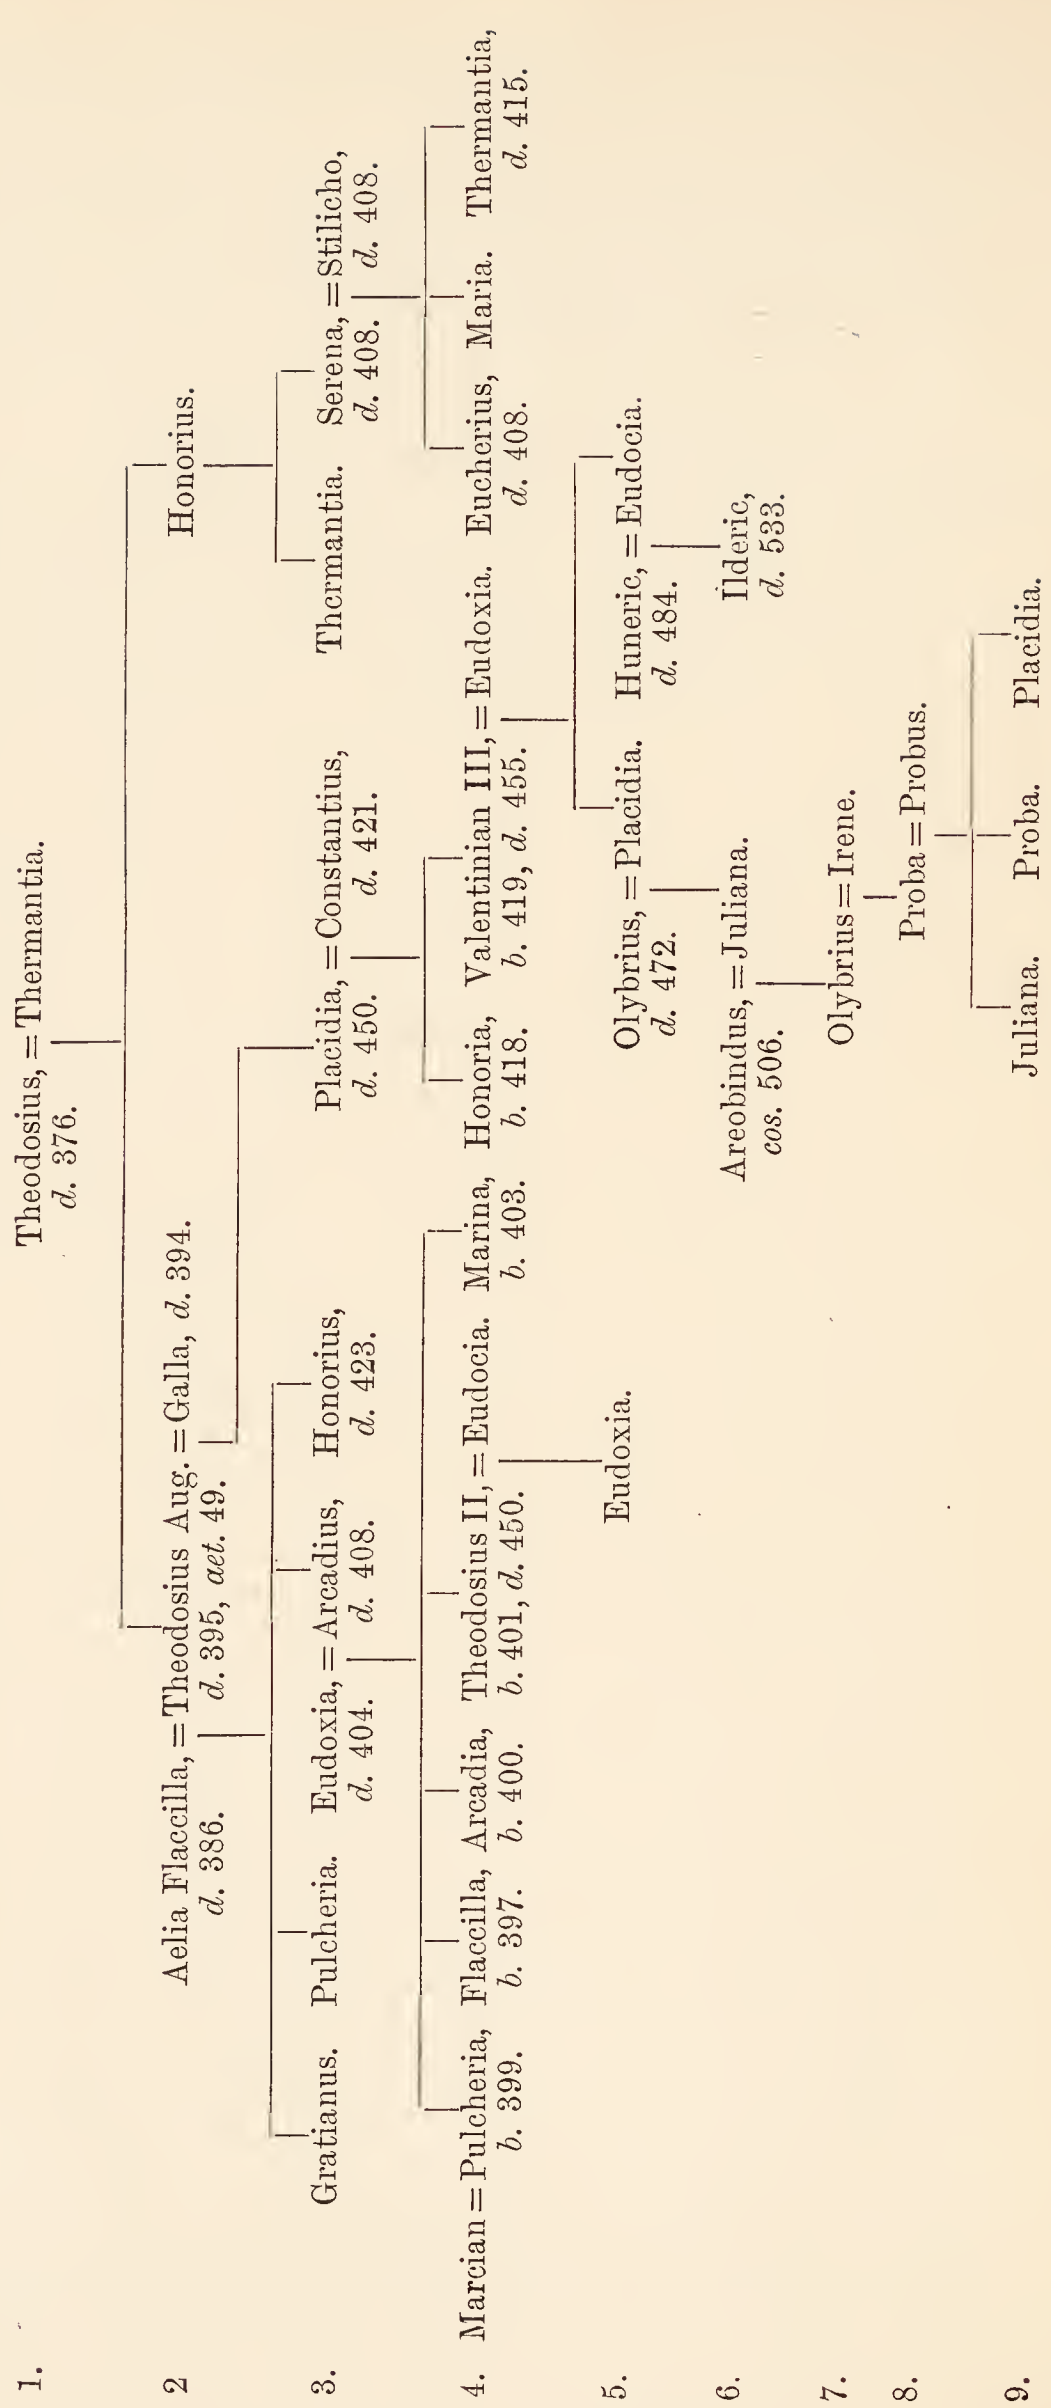 1. Theodosius, = Thermantia.
d. 376.
2 Aelia Flaccilla, = Theodosius Aug. = Galla, d. 394. Honorius.
d. 386. d. 395, aet. 49.
3. Gratianus. Pulcheria. Eudoxia, = Arcadius, Honorius, Placidia, = Constantius, Thermantia. Serena, = Stilicho,
d. 404. d. 408. d. 423. d. 450. d. 421. d. 408. d. 408.
4. Marcian = Pulcheria, Flaccilla, Arcadia, Theodosius II, = Eudocia. Marina, Honoria, Valentinian III, = Eudoxia. Eucherius, Maria. Thermantia,
b. 399. b. 397. b. 400. b. 401, d. 450. b. 403. b. 418. b. 419, d. 455. d. 408. d. 415.
5. Eudoxia. Olybrius, = Placidia. Huneric, = Eudocia.
d. 472. d. 484.
6. Areobindus, = Juliana. Ilderic,
cos. 506. d. 533.
7. Olybrius = Irene.
8. Proba = Probus.
9. Juliana. Proba. Placidia.